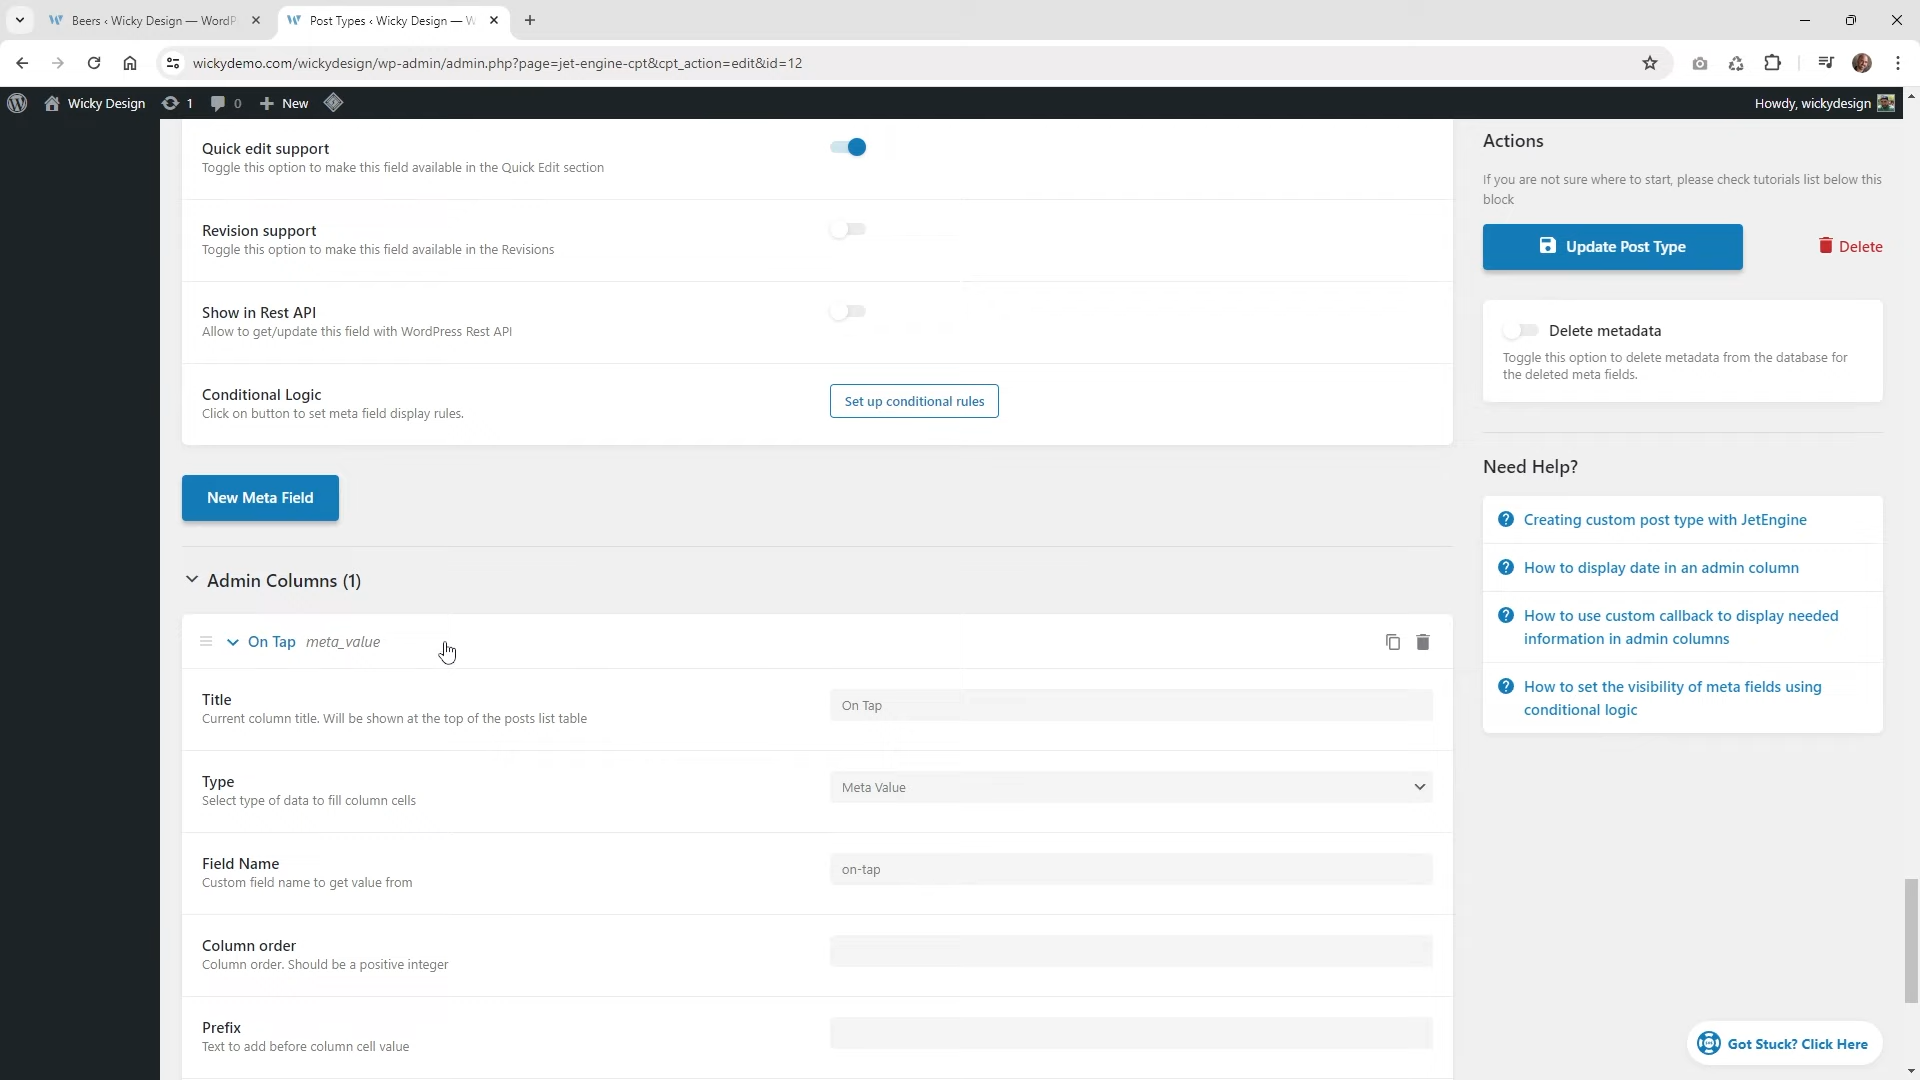 Beers ‹ Wicky Design — WordP
Post Types ‹ Wicky Design — W
wickydemo.com/wickydesign/wp-admin/admin.php?page=jet-engine-cpt&cpt_action=edit&id=12
Wicky Design
1
0
New
Howdy, wickydesign
Quick edit support
Toggle this option to make this field available in the Quick Edit section
Revision support
Toggle this option to make this field available in the Revisions
Show in Rest API
Allow to get/update this field with WordPress Rest API
Conditional Logic
Click on button to set meta field display rules.
Set up conditional rules
New Meta Field
Admin Columns (1)
On Tap meta_value
Title
Current column title. Will be shown at the top of the posts list table
On Tap
Type
Select type of data to fill column cells
Meta Value
Field Name
Custom field name to get value from
on-tap
Column order
Column order. Should be a positive integer
Prefix
Text to add before column cell value
Actions
If you are not sure where to start, please check tutorials list below this
block
Update Post Type
Delete
Delete metadata
Toggle this option to delete metadata from the database for
the deleted meta fields.
Need Help?
Creating custom post type with JetEngine
How to display date in an admin column
How to use custom callback to display needed
information in admin columns
How to set the visibility of meta fields using
conditional logic
Got Stuck? Click Here